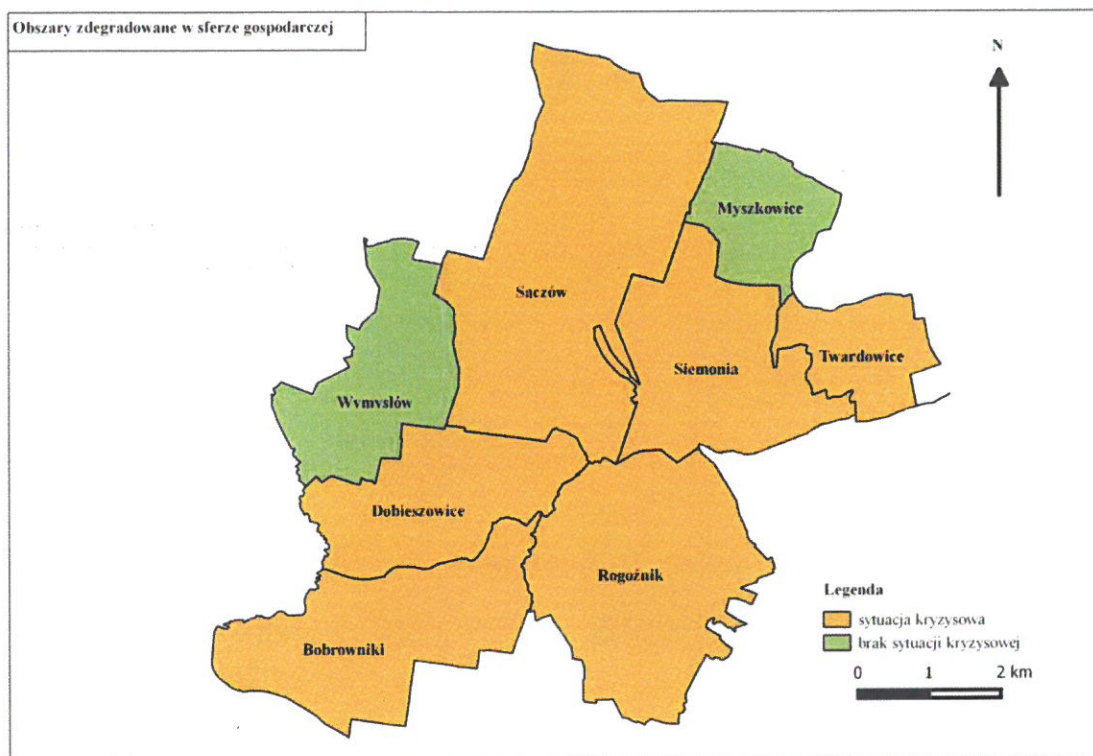 Obszary zdegradowane w sferze gospodarczej
N
Myszkowice
Sączów
Twardowice
Siemonia
Wymysłów
Dobieszowice
Rogoźnik
Bobrowniki
Legenda
sytuacja kryzysowa
brak sytuacji kryzysowej
0 1 2 km